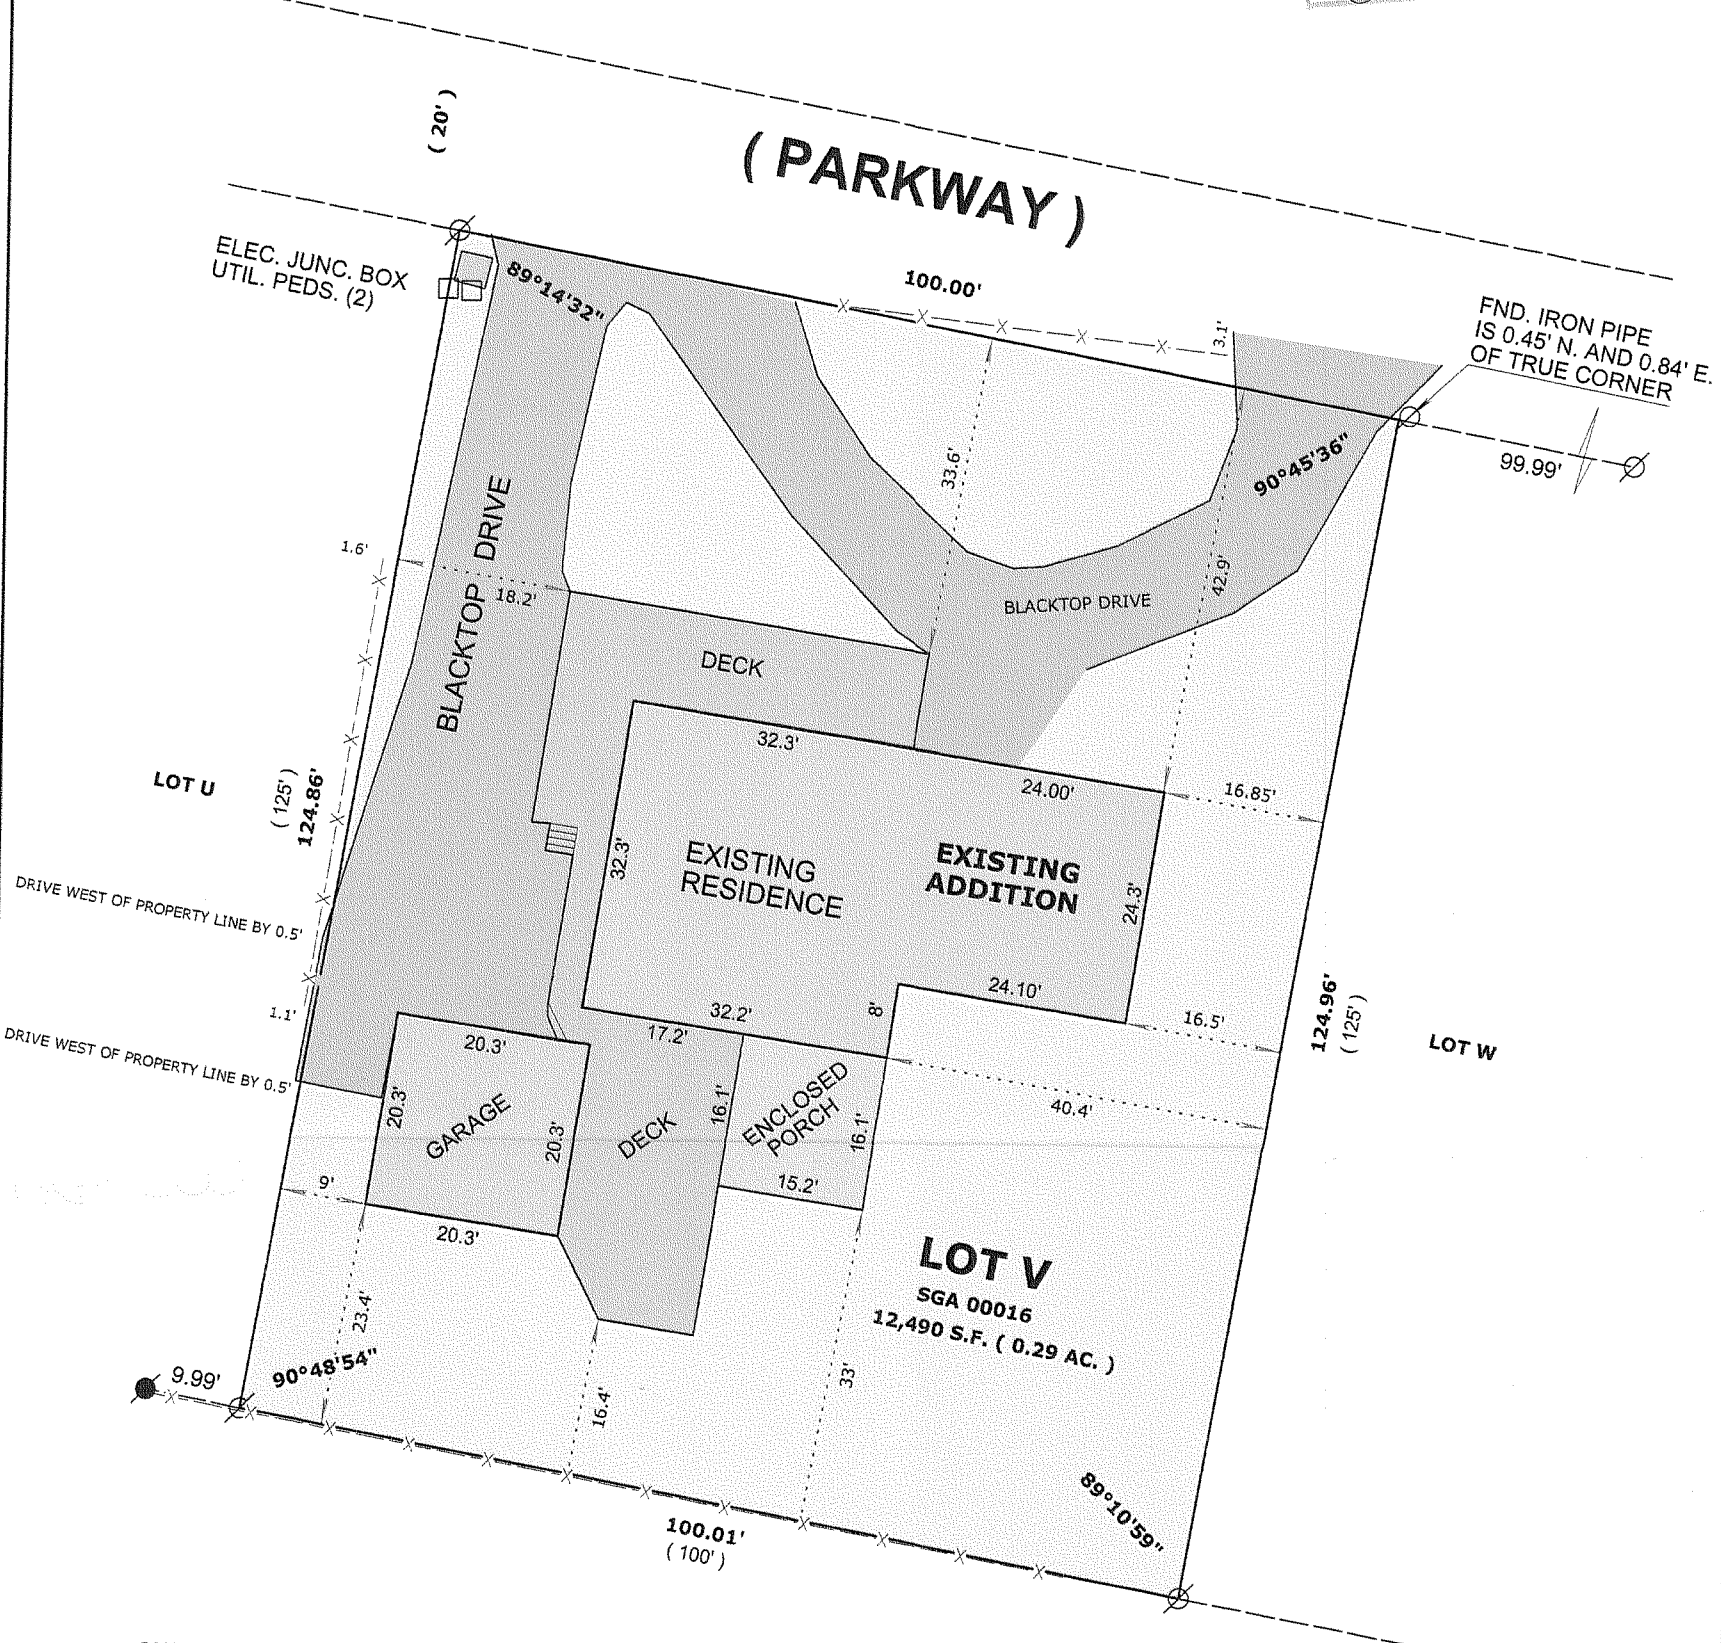 ( 20' )
( PARKWAY )
ELEC. JUNC. BOX
UTIL. PEDS. (2)
89°14'32"
100.00'
3.1'
FND. IRON PIPE
IS 0.45' N. AND 0.84' E.
OF TRUE CORNER
99.99'
90°45'36"
33.6'
42.9'
1.6'
18.2'
BLACKTOP DRIVE
BLACKTOP DRIVE
DECK
32.3'
24.00'
16.85'
LOT U
( 125' )
124.86'
32.3'
EXISTING
RESIDENCE
EXISTING
ADDITION
24.3'
DRIVE WEST OF PROPERTY LINE BY 0.5'
1.1'
DRIVE WEST OF PROPERTY LINE BY 0.5'
32.2'
17.2'
8'
24.10'
16.5'
124.96'
( 125' )
LOT W
20.3'
20.3'
GARAGE
20.3'
DECK
16.1'
ENCLOSED
PORCH
16.1'
40.4'
15.2'
9'
20.3'
LOT V
SGA 00016
12,490 S.F. ( 0.29 AC. )
23.4'
9.99'
90°48'54"
16.4'
33'
89°10'59"
100.01'
( 100' )